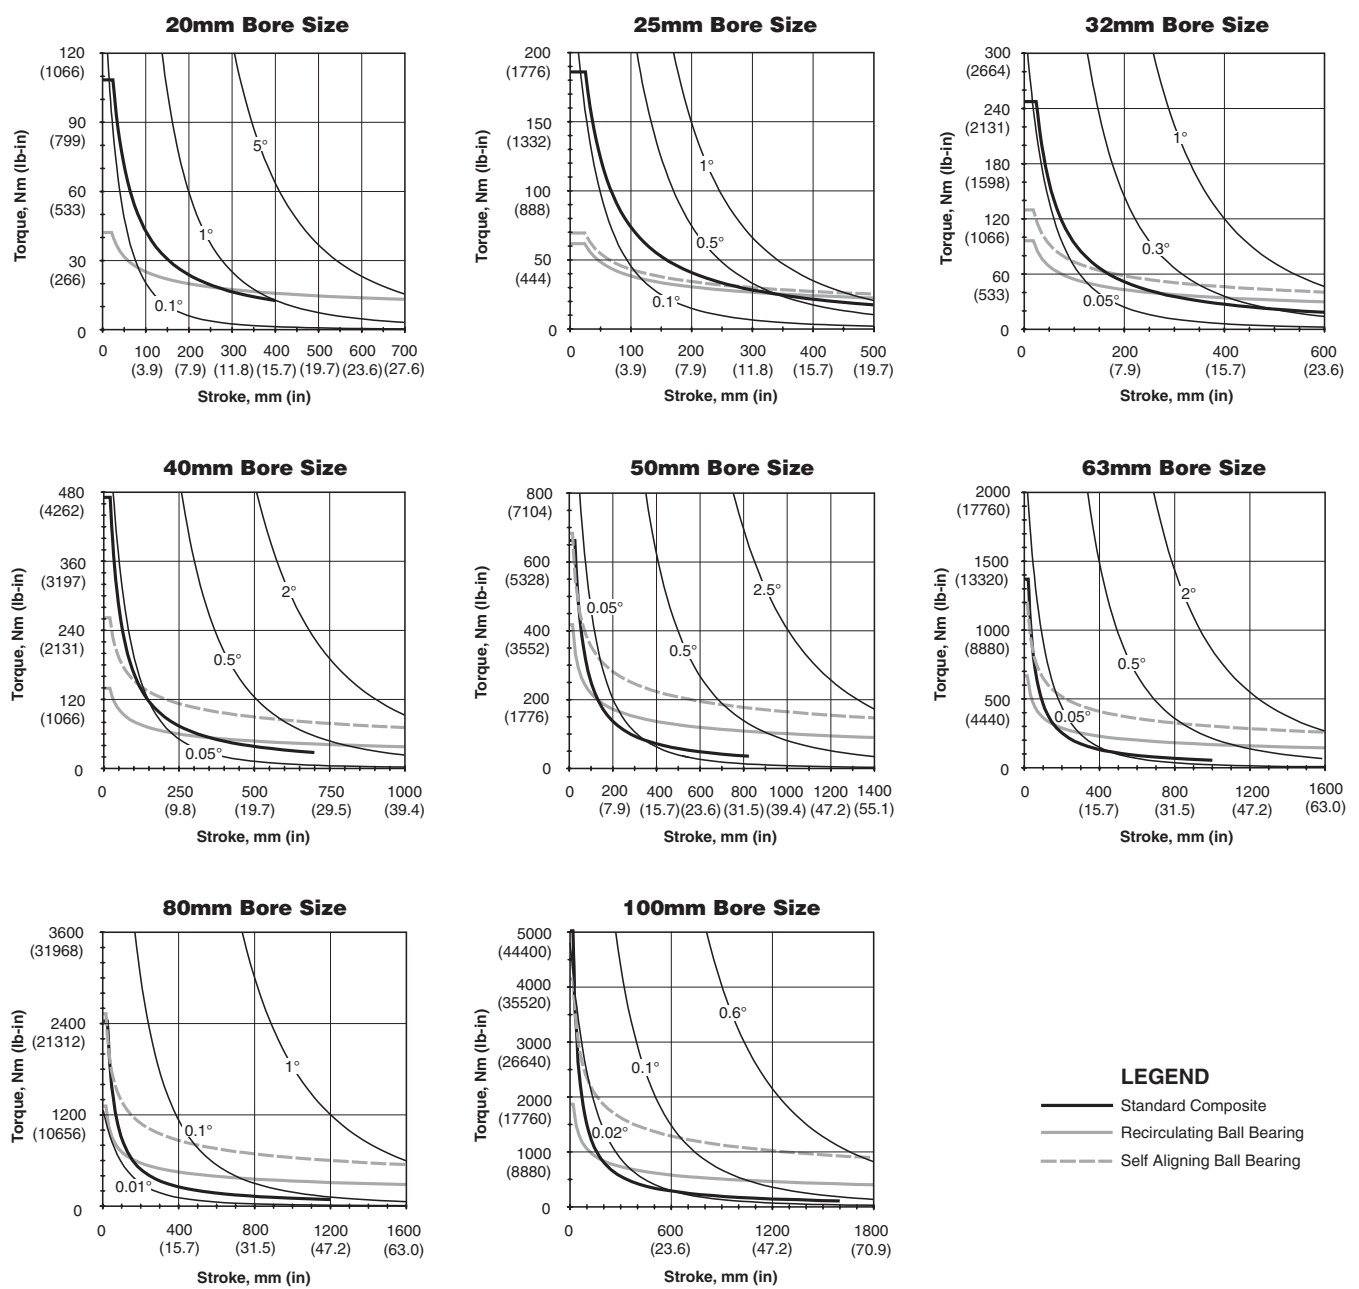 20mm Bore Size
120
(1066)
90
(799)
60
(533)
30
(266)
0
Torque, Nm (lb-in)
5°
1°
0.1°
0 100 200 300 400 500 600 700
(3.9) (7.9) (11.8) (15.7) (19.7) (23.6) (27.6)
Stroke, mm (in)
25mm Bore Size
200
(1776)
150
(1332)
100
(888)
50
(444)
0
Torque, Nm (lb-in)
1°
0.5°
0.1°
0 100 200 300 400 500
(3.9) (7.9) (11.8) (15.7) (19.7)
Stroke, mm (in)
32mm Bore Size
300
(2664)
240
(2131)
180
(1598)
120
(1066)
60
(533)
0
Torque, Nm (lb-in)
1°
0.3°
0.05°
0 200 400 600
(7.9) (15.7) (23.6)
Stroke, mm (in)
40mm Bore Size
480
(4262)
360
(3197)
240
(2131)
120
(1066)
0
Torque, Nm (lb-in)
2°
0.5°
0.05°
0 250 500 750 1000
(9.8) (19.7) (29.5) (39.4)
Stroke, mm (in)
50mm Bore Size
800
(7104)
600
(5328)
400
(3552)
200
(1776)
0
Torque, Nm (lb-in)
2.5°
0.05°
0.5°
0 200 400 600 800 1000 1200 1400
(7.9) (15.7) (23.6) (31.5) (39.4) (47.2) (55.1)
Stroke, mm (in)
63mm Bore Size
2000
(17760)
1500
(13320)
1000
(8880)
500
(4440)
0
Torque, Nm (lb-in)
2°
0.5°
0.05°
0 400 800 1200 1600
(15.7) (31.5) (47.2) (63.0)
Stroke, mm (in)
80mm Bore Size
3600
(31968)
2400
(21312)
1200
(10656)
0
Torque, Nm (lb-in)
1°
0.1°
0.01°
0 400 800 1200 1600
(15.7) (31.5) (47.2) (63.0)
Stroke, mm (in)
100mm Bore Size
5000
(44400)
4000
(35520)
3000
(26640)
2000
(17760)
1000
(8880)
0
Torque, Nm (lb-in)
0.6°
0.1°
0.02°
0 600 1200 1800
(23.6) (47.2) (70.9)
Stroke, mm (in)
LEGEND
Standard Composite
Recirculating Ball Bearing
Self Aligning Ball Bearing